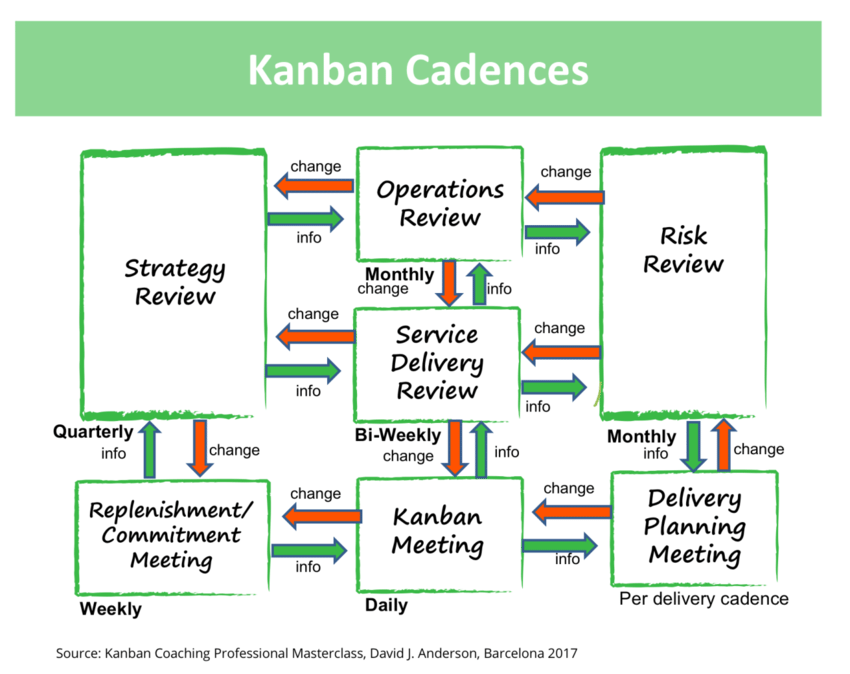 Kanban Cadences
change
change
Operations
Review
info
info
Strategy
Review
Risk
Review
Monthly
change
info
change
change
Service
Delivery
Review
info
info
Quarterly
info
change
Bi-Weekly
change
info
Monthly
info
change
Replenishment/
Commitment
Meeting
change
info
Kanban
Meeting
change
info
Delivery
Planning
Meeting
Weekly
Daily
Per delivery cadence
Source: Kanban Coaching Professional Masterclass, David J. Anderson, Barcelona 2017